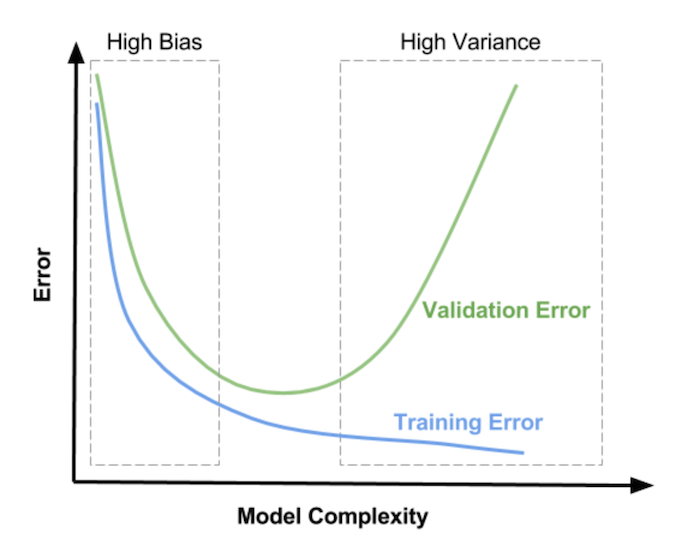 High Bias
High Variance
Error
Validation Error
Training Error
Model Complexity